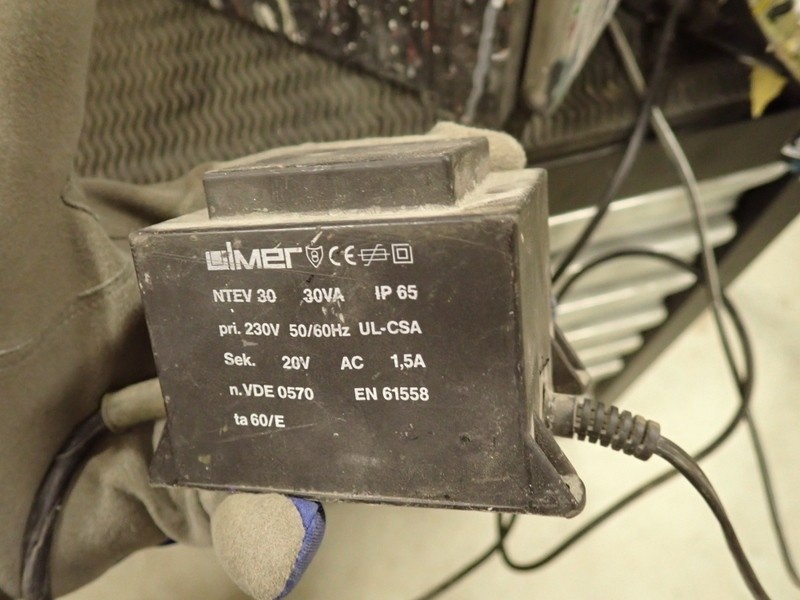 ulmer 8 CE
NTEV 30 30VA IP 65
pri. 230V 50/60Hz UL-CSA
Sek. 20V AC 1,5A
n.VDE 0570 EN 61558
ta 60/E